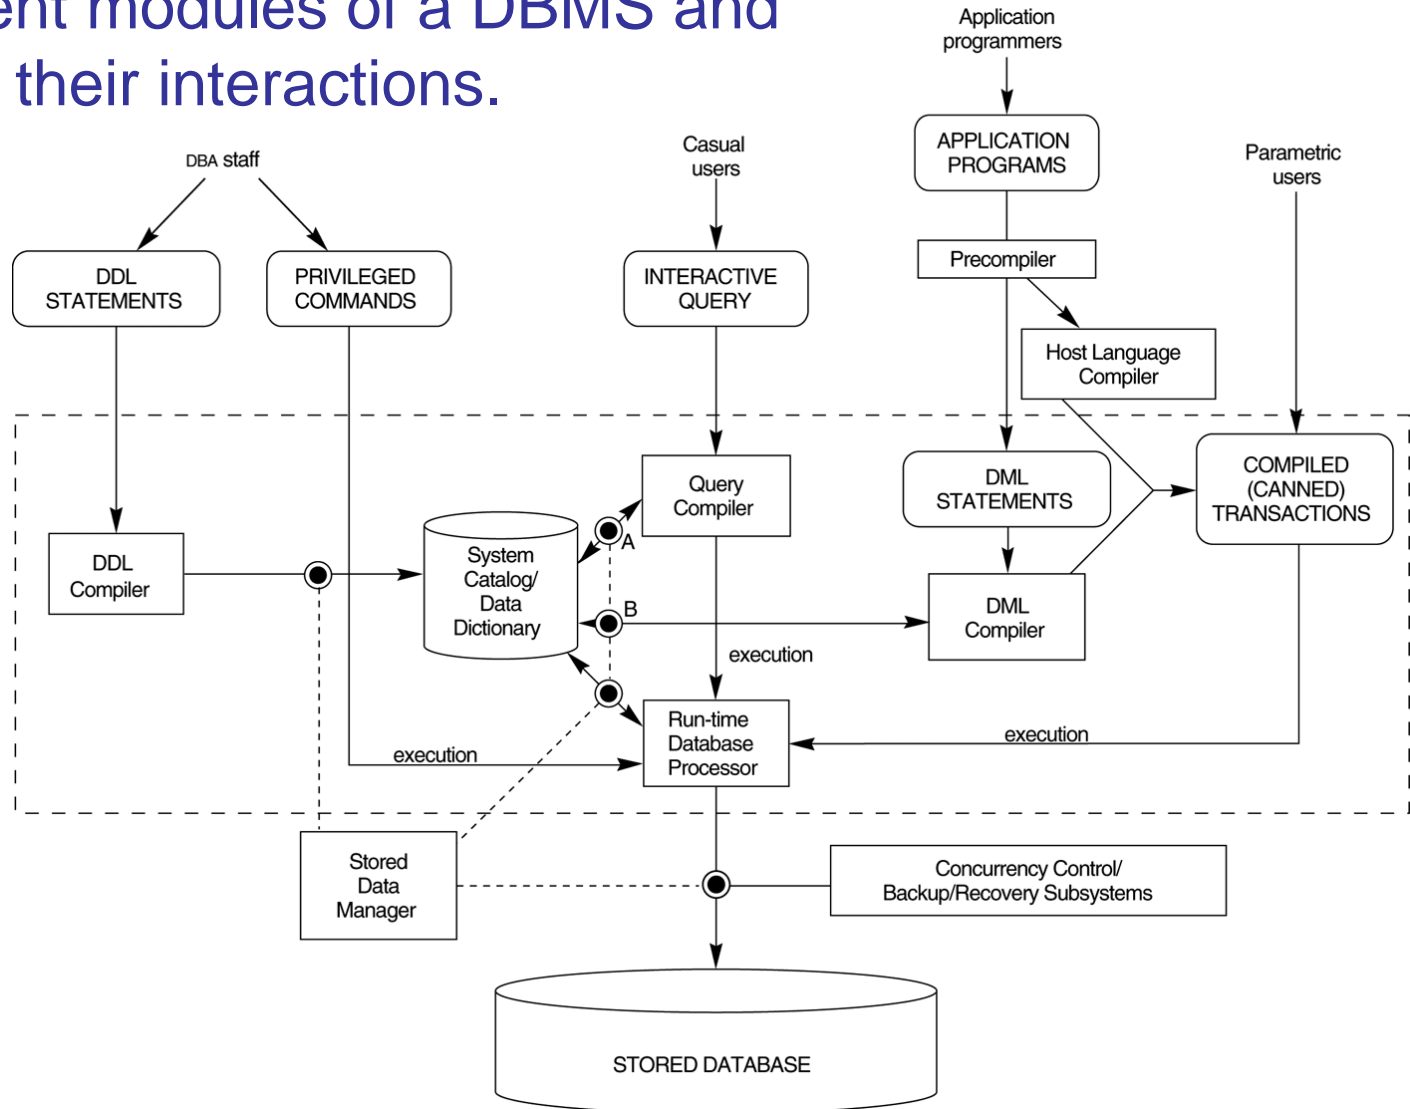 ent modules of a DBMS and
their interactions.
Application
programmers
DBA staff
Casual
users
APPLICATION
PROGRAMS
Parametric
users
DDL
STATEMENTS
PRIVILEGED
COMMANDS
INTERACTIVE
QUERY
Precompiler
Host Language
Compiler
Query
Compiler
DML
STATEMENTS
COMPILED
(CANNED)
TRANSACTIONS
DDL
Compiler
System
Catalog/
Data
Dictionary
A
B
DML
Compiler
execution
Run-time
Database
Processor
execution
execution
Stored
Data
Manager
Concurrency Control/
Backup/Recovery Subsystems
STORED DATABASE